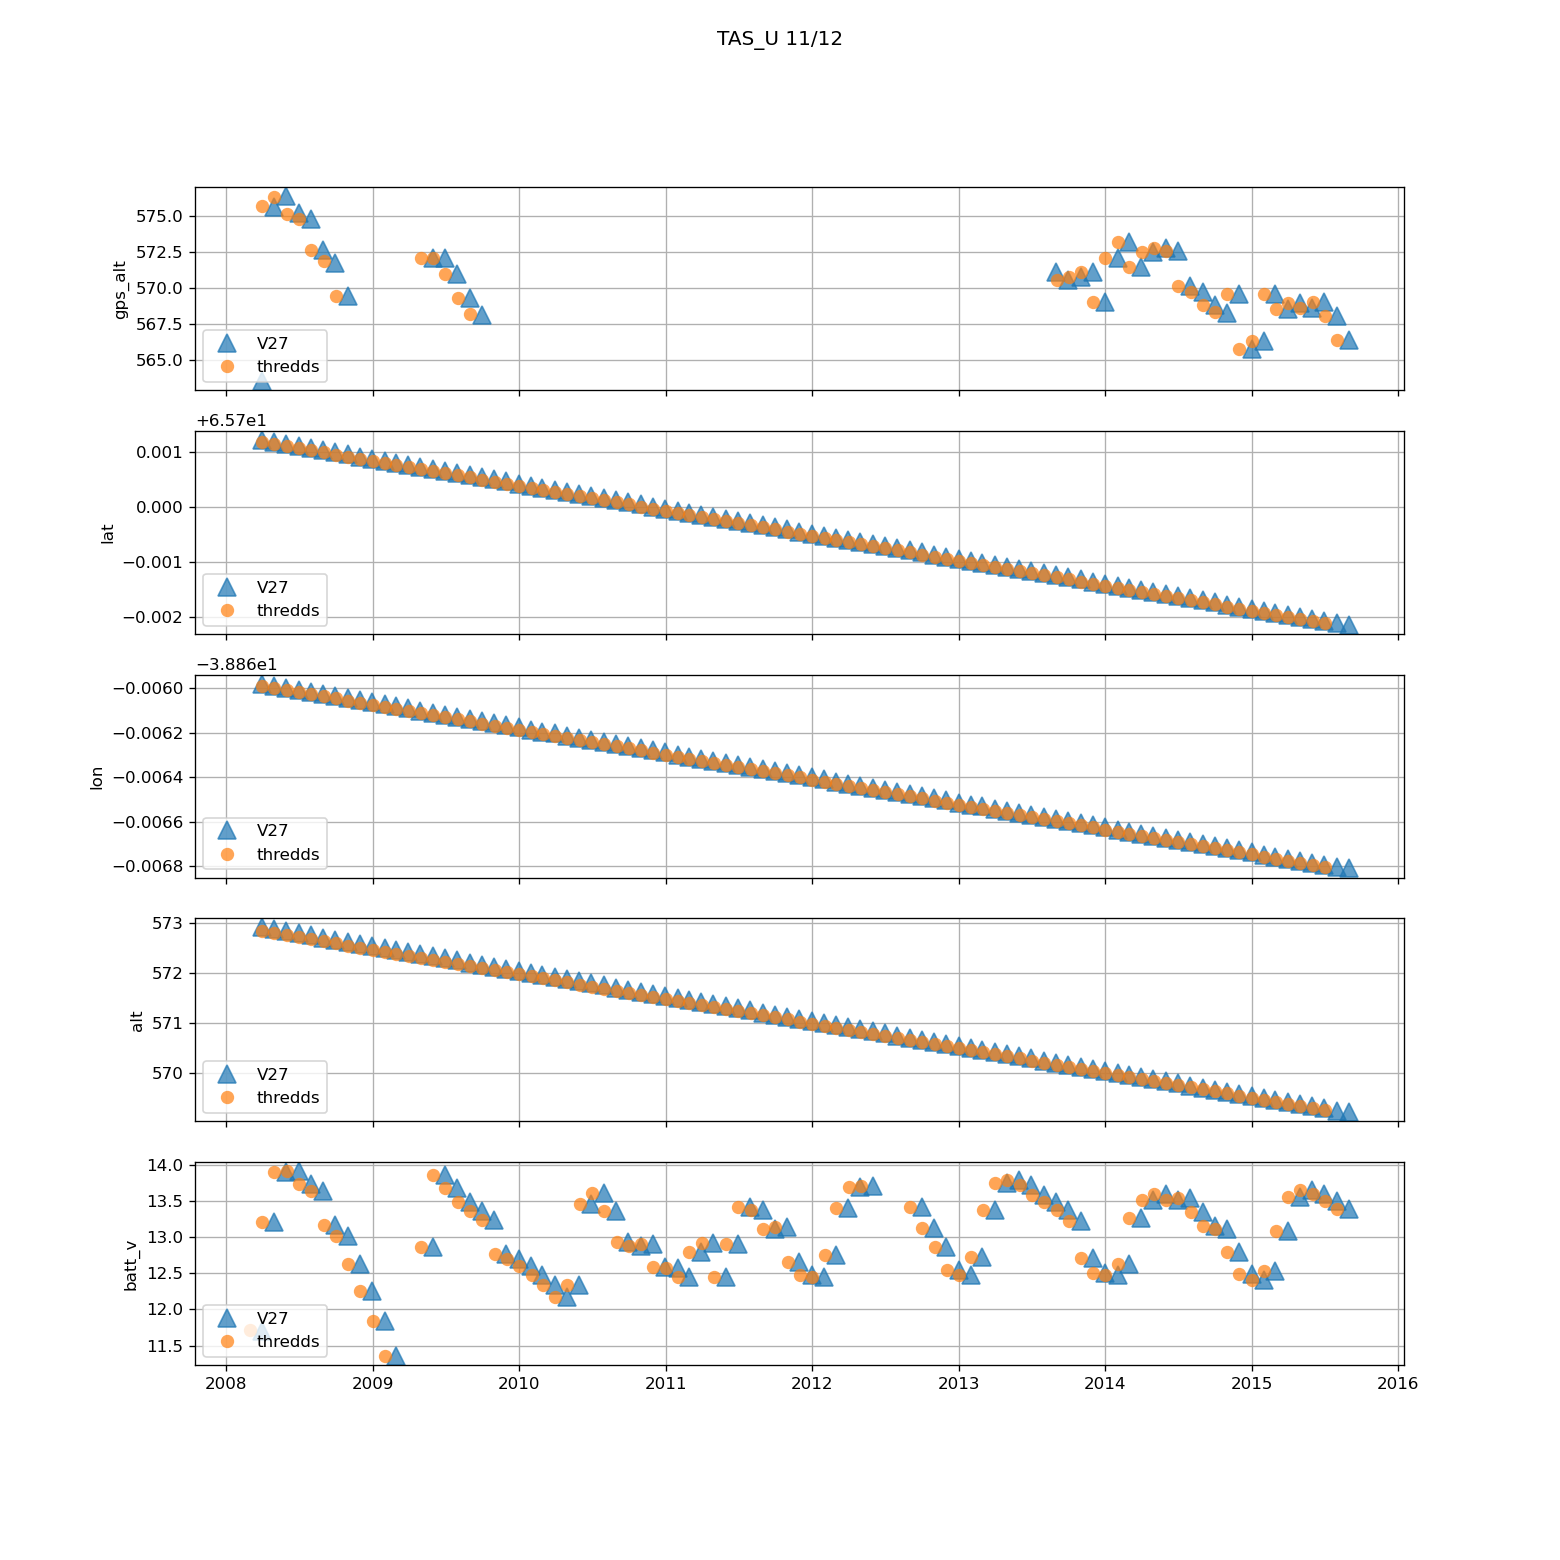 TAS_U 11/12
gps_alt
575.0
572.5
570.0
567.5
565.0
V27
thredds
+6.57e1
lat
0.001
0.000
−0.001
−0.002
V27
thredds
−3.886e1
lon
−0.0060
−0.0062
−0.0064
−0.0066
−0.0068
V27
thredds
alt
573
572
571
570
V27
thredds
batt_v
14.0
13.5
13.0
12.5
12.0
11.5
V27
thredds
2008 2009 2010 2011 2012 2013 2014 2015 2016